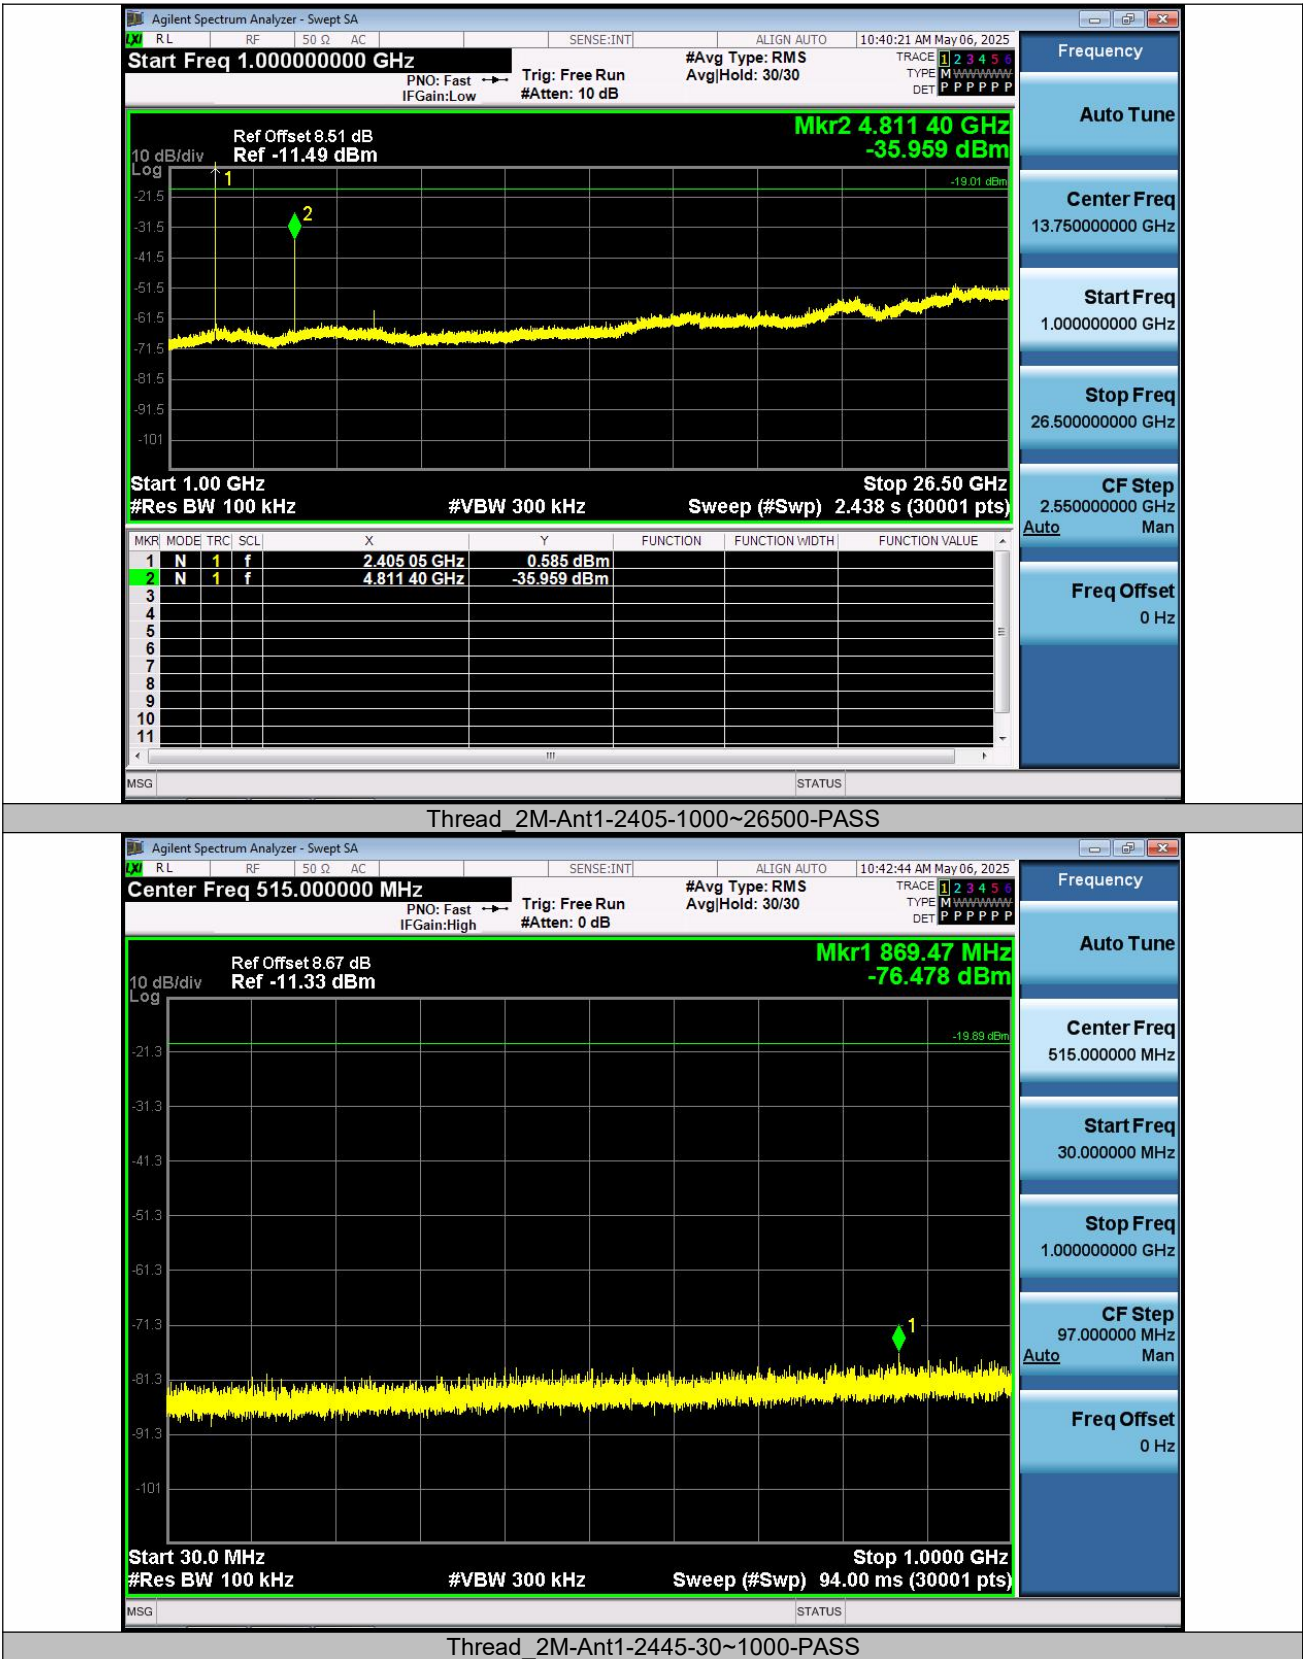 Agilent Spectrum Analyzer - Swept SA
LXI RL RF 50 Ω AC SENSE:INT ALIGN AUTO 10:40:21 AM May 06, 2025
Start Freq 1.000000000 GHz
PNO: Fast
IFGain:Low
Trig: Free Run
#Atten: 10 dB
#Avg Type: RMS
Avg|Hold: 30/30
TRACE 1 2 3 4 5 6
TYPE M WWWWW
DET P P P P P P
Frequency
Auto Tune
Center Freq
13.750000000 GHz
Start Freq
1.000000000 GHz
Stop Freq
26.500000000 GHz
CF Step
2.550000000 GHz
Auto Man
Freq Offset
0 Hz
Mkr2 4.811 40 GHz
-35.959 dBm
Ref Offset 8.51 dB
10 dB/div Ref -11.49 dBm
Log
1
2
-19.01 dBm
-21.5
-31.5
-41.5
-51.5
-61.5
-71.5
-81.5
-91.5
-101
Start 1.00 GHz Stop 26.50 GHz
#Res BW 100 kHz #VBW 300 kHz Sweep (#Swp) 2.438 s (30001 pts)
MKR MODE TRC SCL X Y FUNCTION FUNCTION WIDTH FUNCTION VALUE
1 N 1 f 2.405 05 GHz 0.585 dBm
2 N 1 f 4.811 40 GHz -35.959 dBm
3
4
5
6
7
8
9
10
11
MSG STATUS
Thread_2M-Ant1-2405-1000~26500-PASS
Agilent Spectrum Analyzer - Swept SA
LXI RL RF 50 Ω AC SENSE:INT ALIGN AUTO 10:42:44 AM May 06, 2025
Center Freq 515.000000 MHz
PNO: Fast
IFGain:High
Trig: Free Run
#Atten: 0 dB
#Avg Type: RMS
Avg|Hold: 30/30
TRACE 1 2 3 4 5 6
TYPE M WWWWW
DET P P P P P P
Frequency
Auto Tune
Center Freq
515.000000 MHz
Start Freq
30.000000 MHz
Stop Freq
1.000000000 GHz
CF Step
97.000000 MHz
Auto Man
Freq Offset
0 Hz
Mkr1 869.47 MHz
-76.478 dBm
Ref Offset 8.67 dB
10 dB/div Ref -11.33 dBm
Log
-19.89 dBm
-21.3
-31.3
-41.3
-51.3
-61.3
-71.3
1
-81.3
-91.3
-101
Start 30.0 MHz Stop 1.0000 GHz
#Res BW 100 kHz #VBW 300 kHz Sweep (#Swp) 94.00 ms (30001 pts)
MSG STATUS
Thread_2M-Ant1-2445-30~1000-PASS